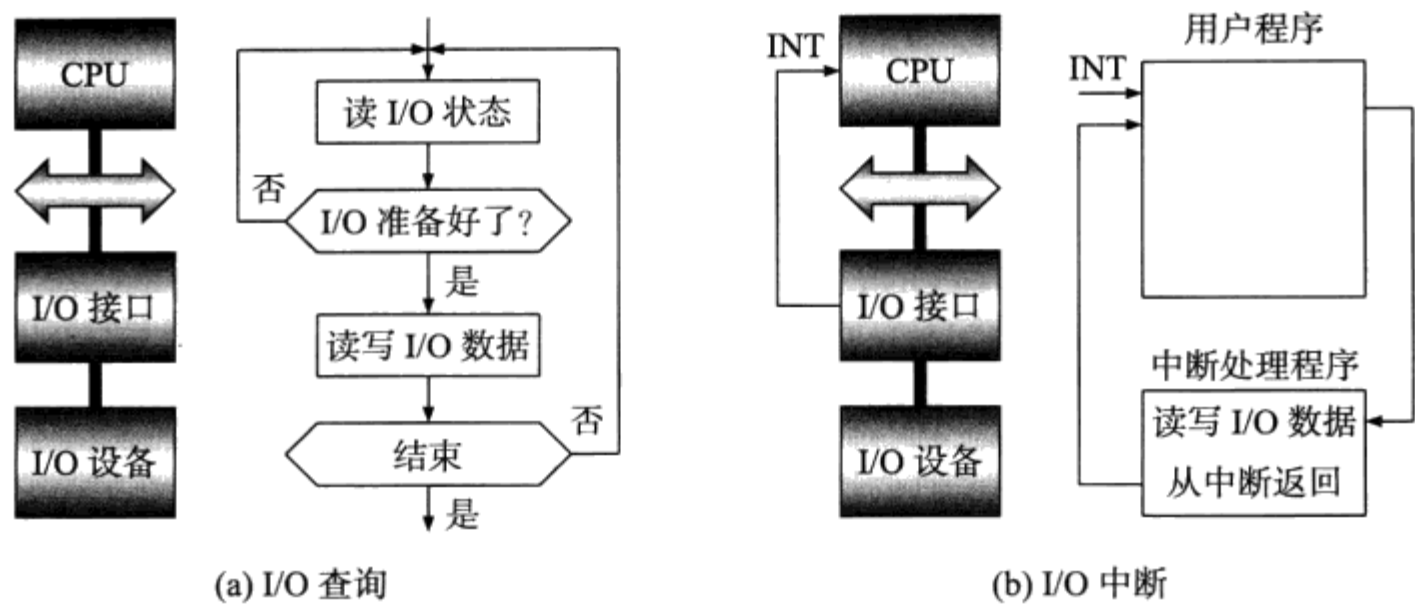 CPU
I/O 接口
I/O 设备
读 I/O 状态
否
I/O 准备好了?
是
读写 I/O 数据
否
结束
是
(a) I/O 查询
INT
CPU
I/O 接口
I/O 设备
用户程序
INT
中断处理程序
读写 I/O 数据
从中断返回
(b) I/O 中断